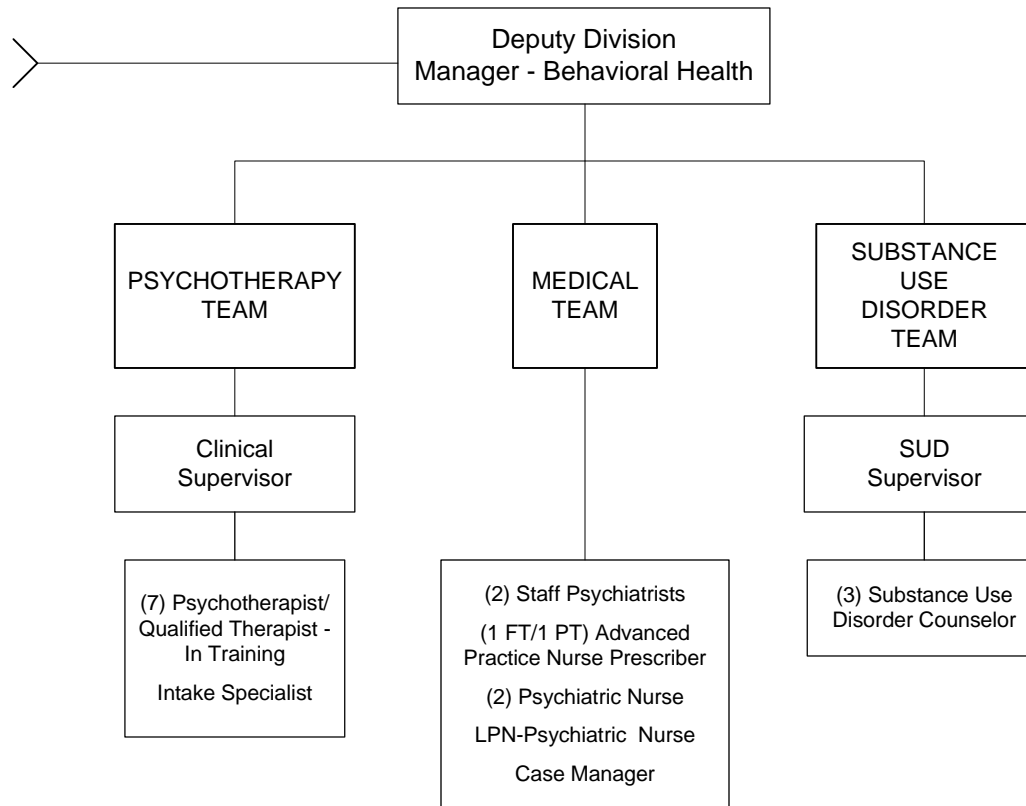 Deputy Division
Manager - Behavioral Health
PSYCHOTHERAPY
TEAM
MEDICAL
TEAM
SUBSTANCE
USE
DISORDER
TEAM
Clinical
Supervisor
SUD
Supervisor
(7) Psychotherapist/
Qualified Therapist -
In Training
Intake Specialist
(2) Staff Psychiatrists
(1 FT/1 PT) Advanced
Practice Nurse Prescriber
(2) Psychiatric Nurse
LPN-Psychiatric Nurse
Case Manager
(3) Substance Use
Disorder Counselor